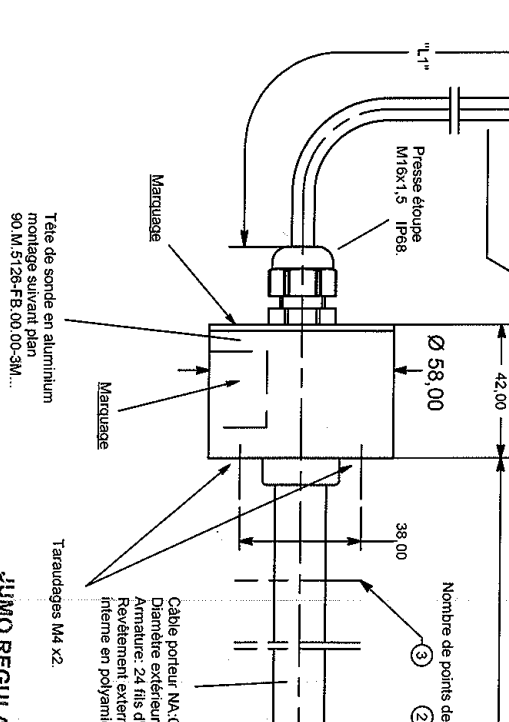 "L1"
Presse étoupe
M16x1,5 IP68.
Marquage
Tête de sonde en aluminium
montage suivant plan
90.M.5126-FB.00.00-3M...
Marquage
Ø 58,00
42,00
38,00
Taraudages M4 x2.
Nombre de points de
3
2
Câble porteur NA:
Diamètre extérieur
Armature: 24 fils d
Revêtement extern
interne en polyami
JUMO REGULA